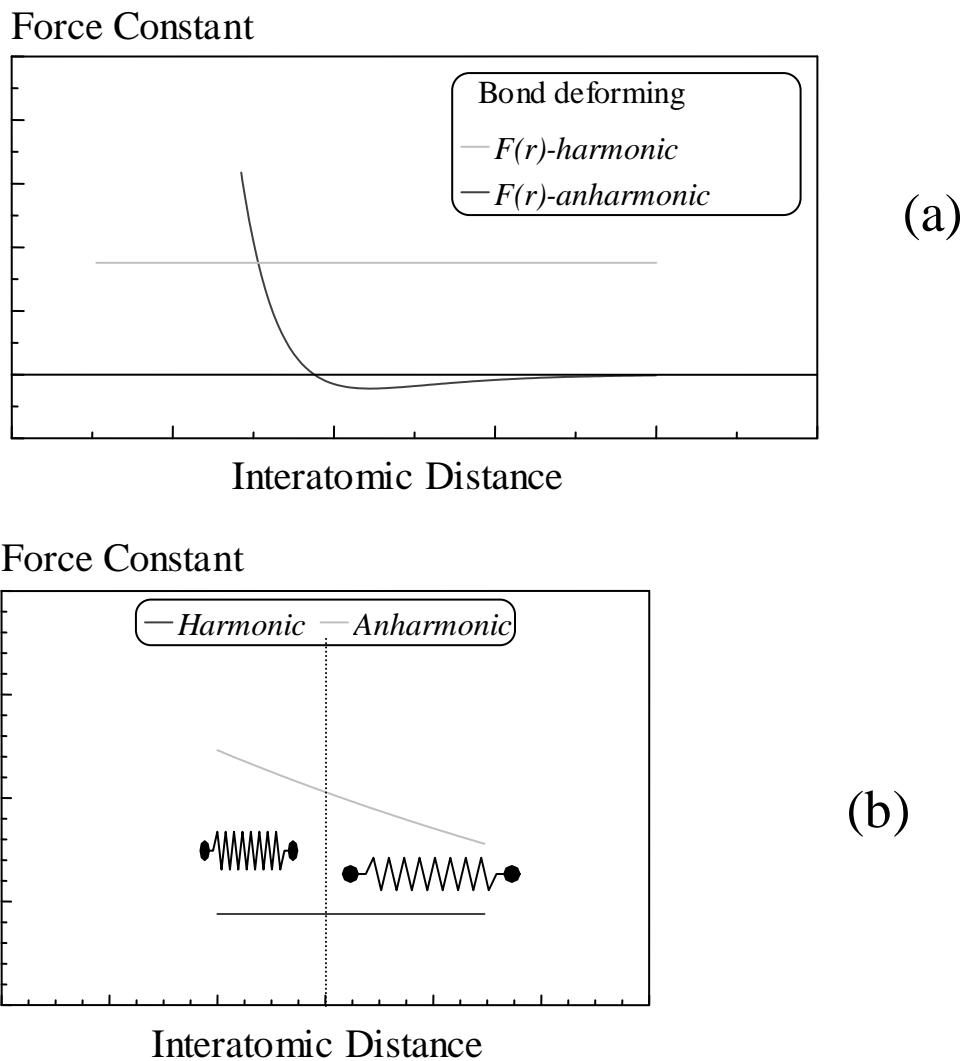 Force Constant
Bond deforming
F(r)-harmonic
F(r)-anharmonic
(a)
Interatomic Distance
Force Constant
Harmonic Anharmonic
(b)
Interatomic Distance